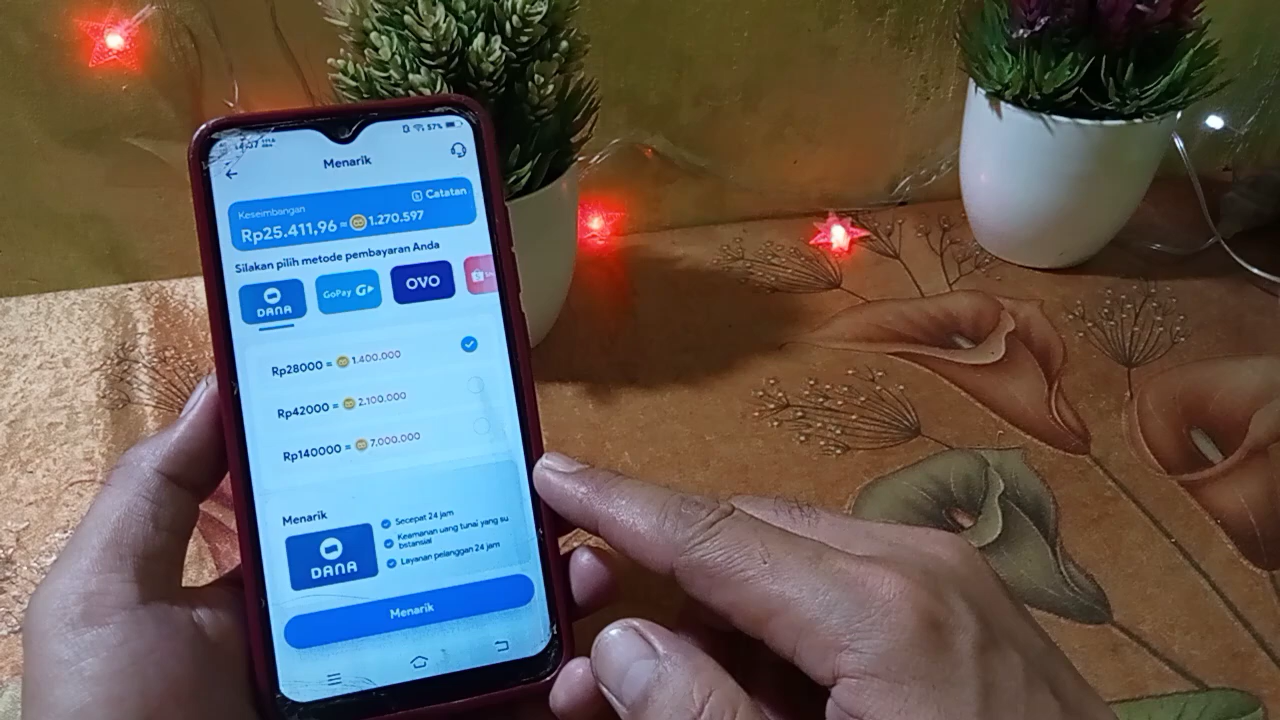 57%
Menarik
Keseimbangan
Catatan
Rp25.411,96 ≈ 1.270.597
Silakan pilih metode pembayaran Anda
DANA
GoPay
OVO
Rp28000 = 1.400.000
Rp42000 = 2.100.000
Rp140000 = 7.000.000
Menarik
DANA
Secepat 24 jam
Keamanan uang tunai yang su
bstansial
Layanan pelanggan 24 jam
Menarik